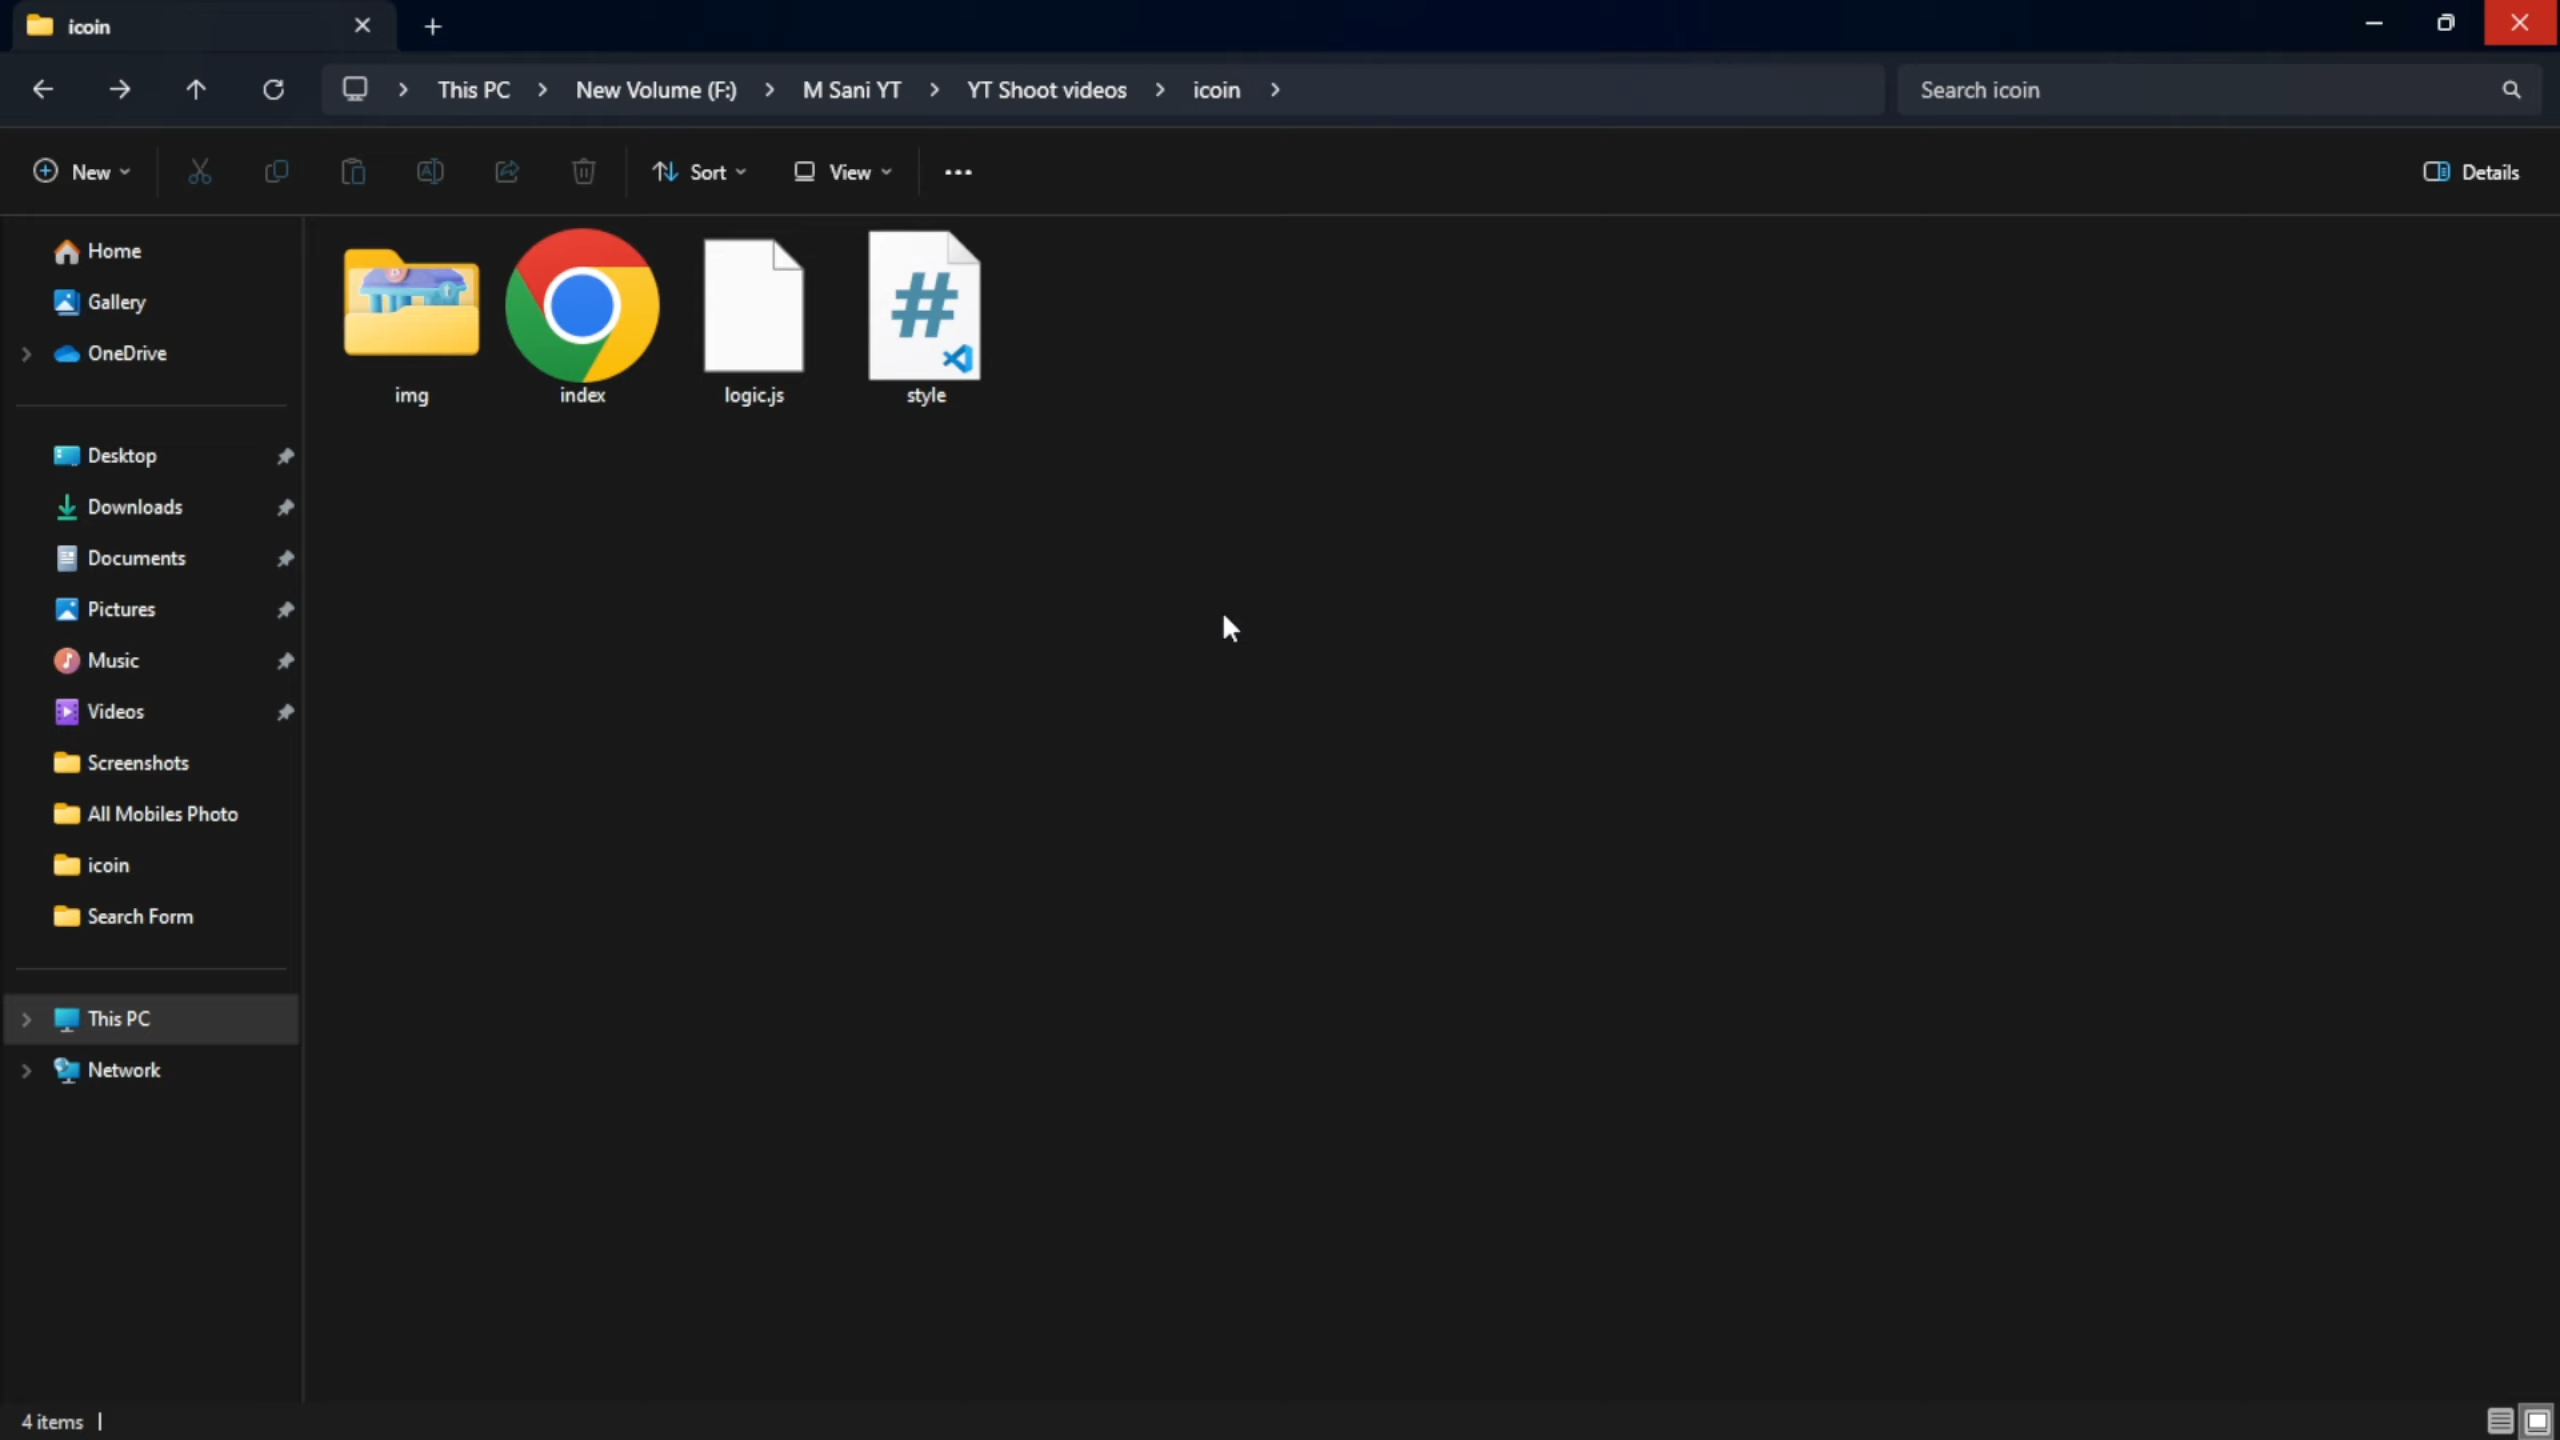 icoin
This PC
New Volume (F:)
M Sani YT
YT Shoot videos
icoin
Search icoin
New
Sort
View
Details
Home
Gallery
OneDrive
Desktop
Downloads
Documents
Pictures
Music
Videos
Screenshots
All Mobiles Photo
icoin
Search Form
This PC
Network
img
index
logic.js
style
4 items